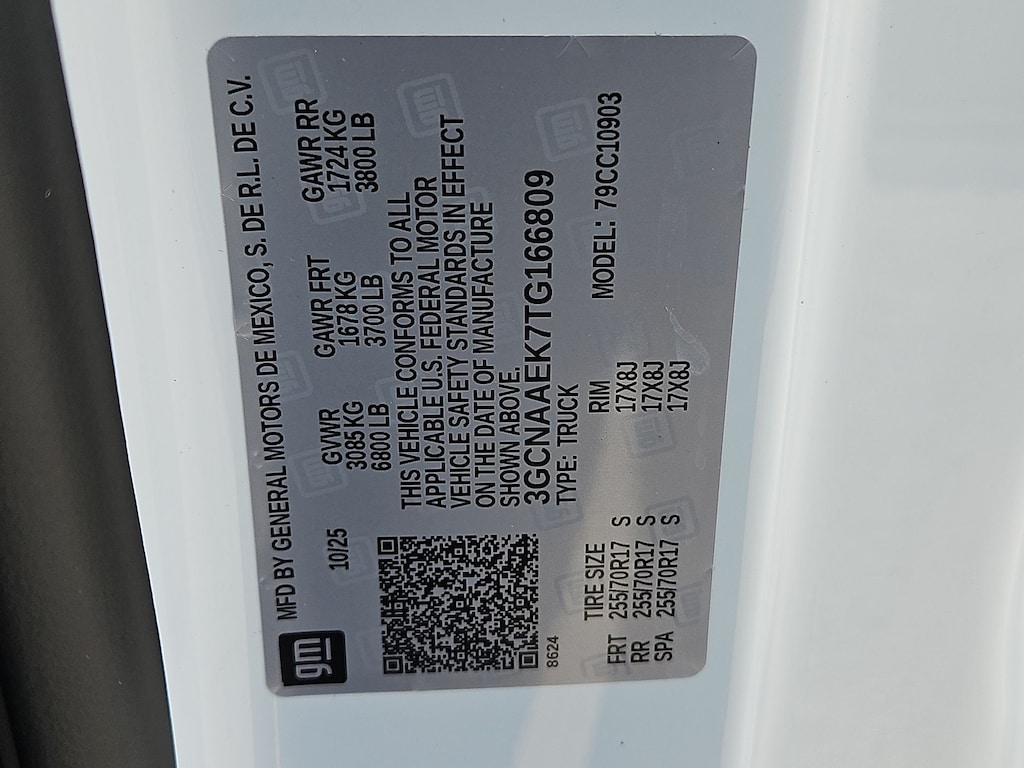 gm
MFD BY GENERAL MOTORS DE MEXICO, S. DE R.L. DE C.V.
10/25 GVWR GAWR FRT GAWR RR
3085 KG 1678 KG 1724 KG
6800 LB 3700 LB 3800 LB
THIS VEHICLE CONFORMS TO ALL
APPLICABLE U.S. FEDERAL MOTOR
VEHICLE SAFETY STANDARDS IN EFFECT
ON THE DATE OF MANUFACTURE
SHOWN ABOVE.
3GCNAAEK7TG166809
8624 TYPE: TRUCK
TIRE SIZE RIM MODEL: 79CC10903
FRT 255/70R17 S 17X8J
RR 255/70R17 S 17X8J
SPA 255/70R17 S 17X8J